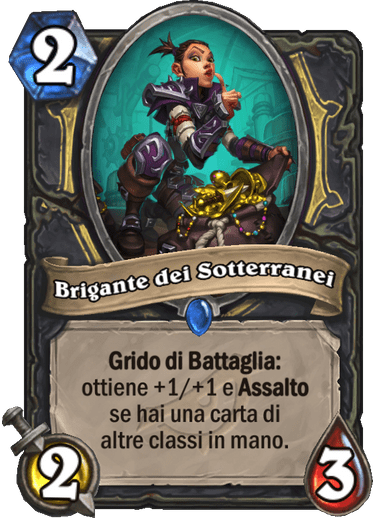 2
Brigante dei Sotterranei
Grido di Battaglia:
ottiene +1/+1 e Assalto
se hai una carta di
altre classi in mano.
2
3